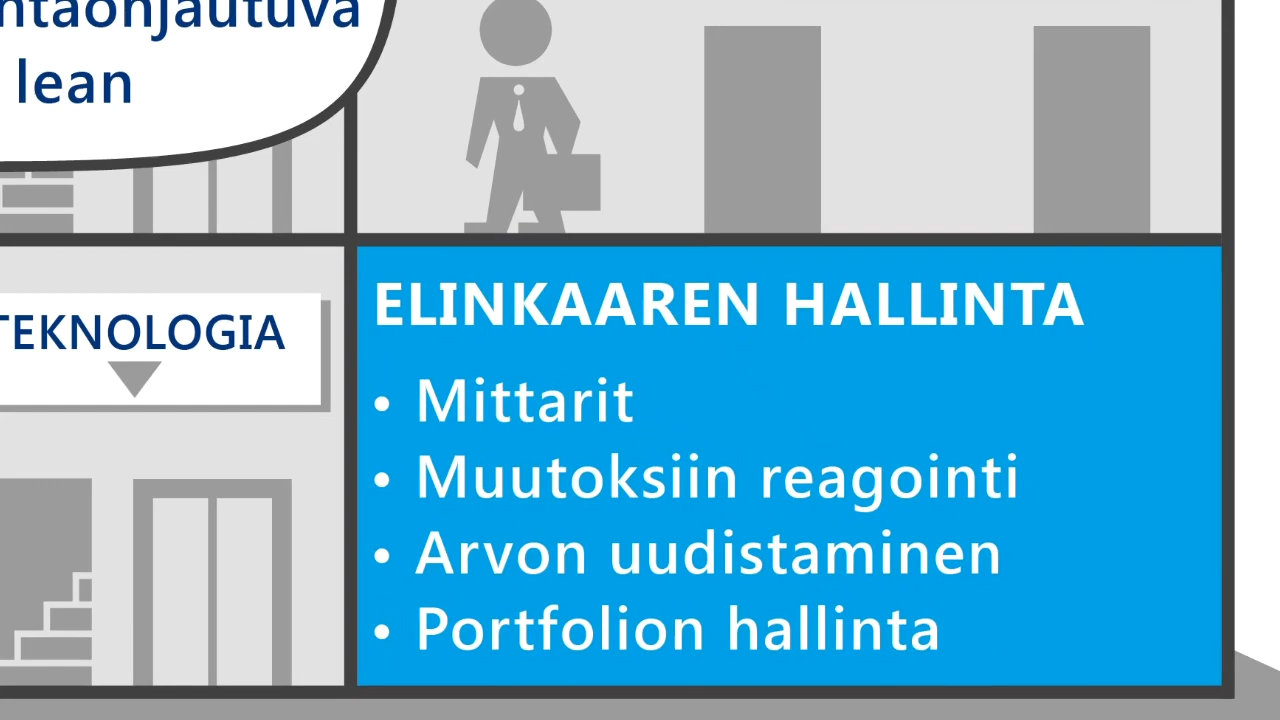 lean
TEKNOLOGIA
ELINKAAREN HALLINTA
• Mittarit
• Muutoksiin reagointi
• Arvon uudistaminen
• Portfolion hallinta